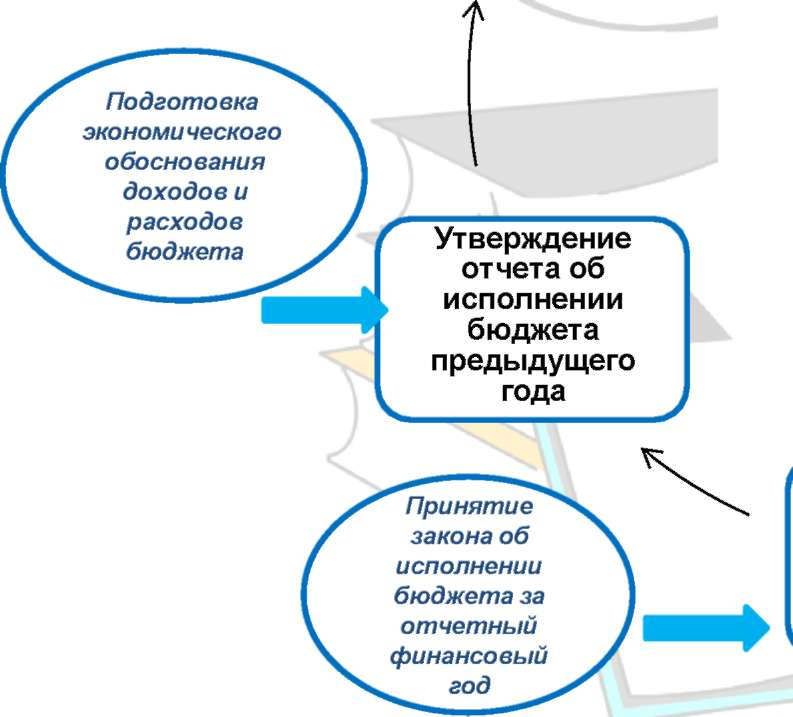 Подготовка
экономического
обоснования
доходов и
расходов
бюджета
Утверждение
отчета об
исполнении
бюджета
предыдущего
года
Принятие
закона об
исполнении
бюджета за
отчетный
финансовый
год